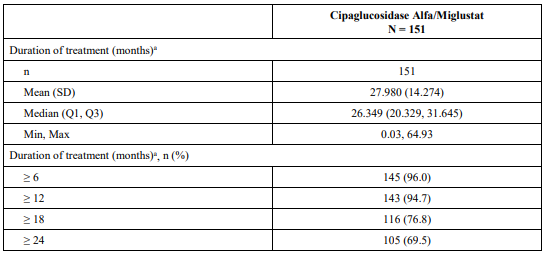 Cipaglucosidase Alfa/Miglustat
N = 151
Duration of treatment (months)ᵃ
n 151
Mean (SD) 27.980 (14.274)
Median (Q1, Q3) 26.349 (20.329, 31.645)
Min, Max 0.03, 64.93
Duration of treatment (months)ᵃ, n (%)
≥ 6 145 (96.0)
≥ 12 143 (94.7)
≥ 18 116 (76.8)
≥ 24 105 (69.5)